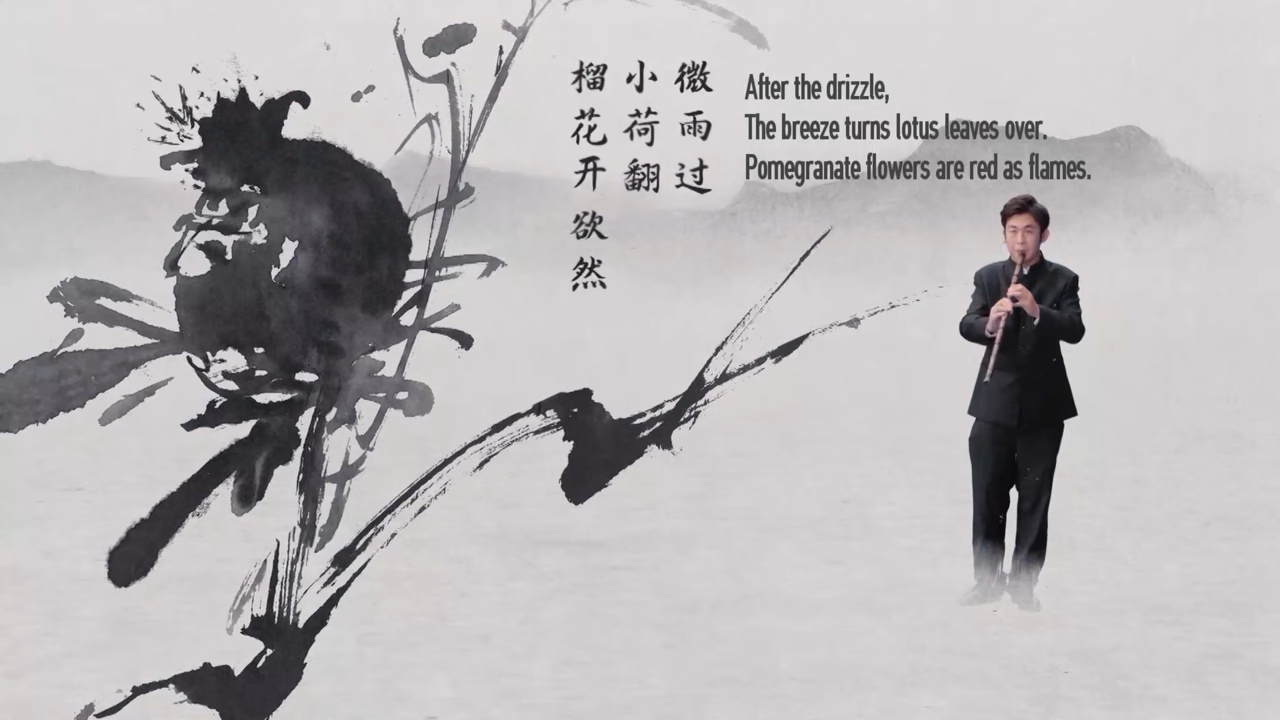 微雨过
小荷翻
榴花开欲然
After the drizzle,
The breeze turns lotus leaves over.
Pomegranate flowers are red as flames.